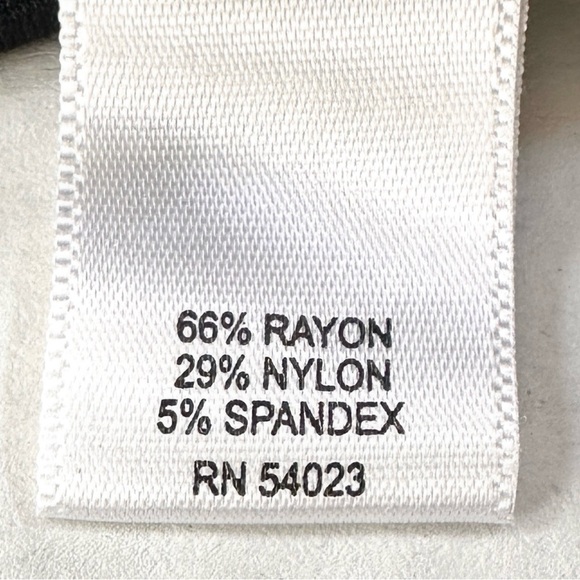 66% RAYON
29% NYLON
5% SPANDEX
RN 54023